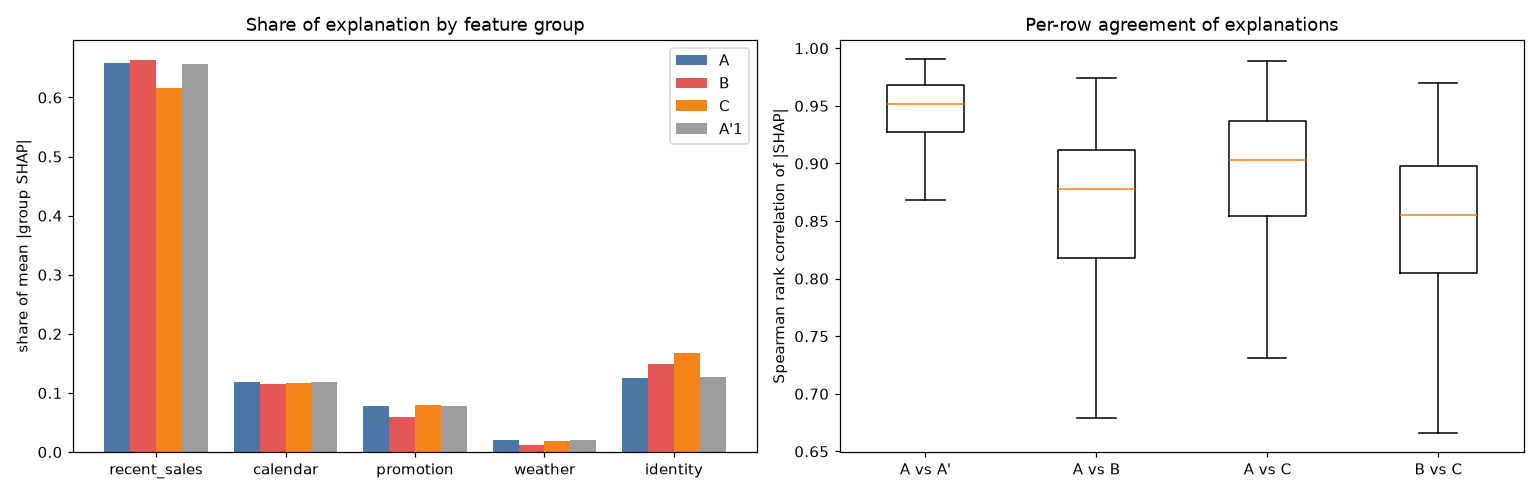 Share of explanation by feature group
share of mean |group SHAP|
0.6
0.5
0.4
0.3
0.2
0.1
0.0
recent_sales
calendar
promotion
weather
identity
A
B
C
A'1
Per-row agreement of explanations
Spearman rank correlation of |SHAP|
1.00
0.95
0.90
0.85
0.80
0.75
0.70
0.65
A vs A'
A vs B
A vs C
B vs C